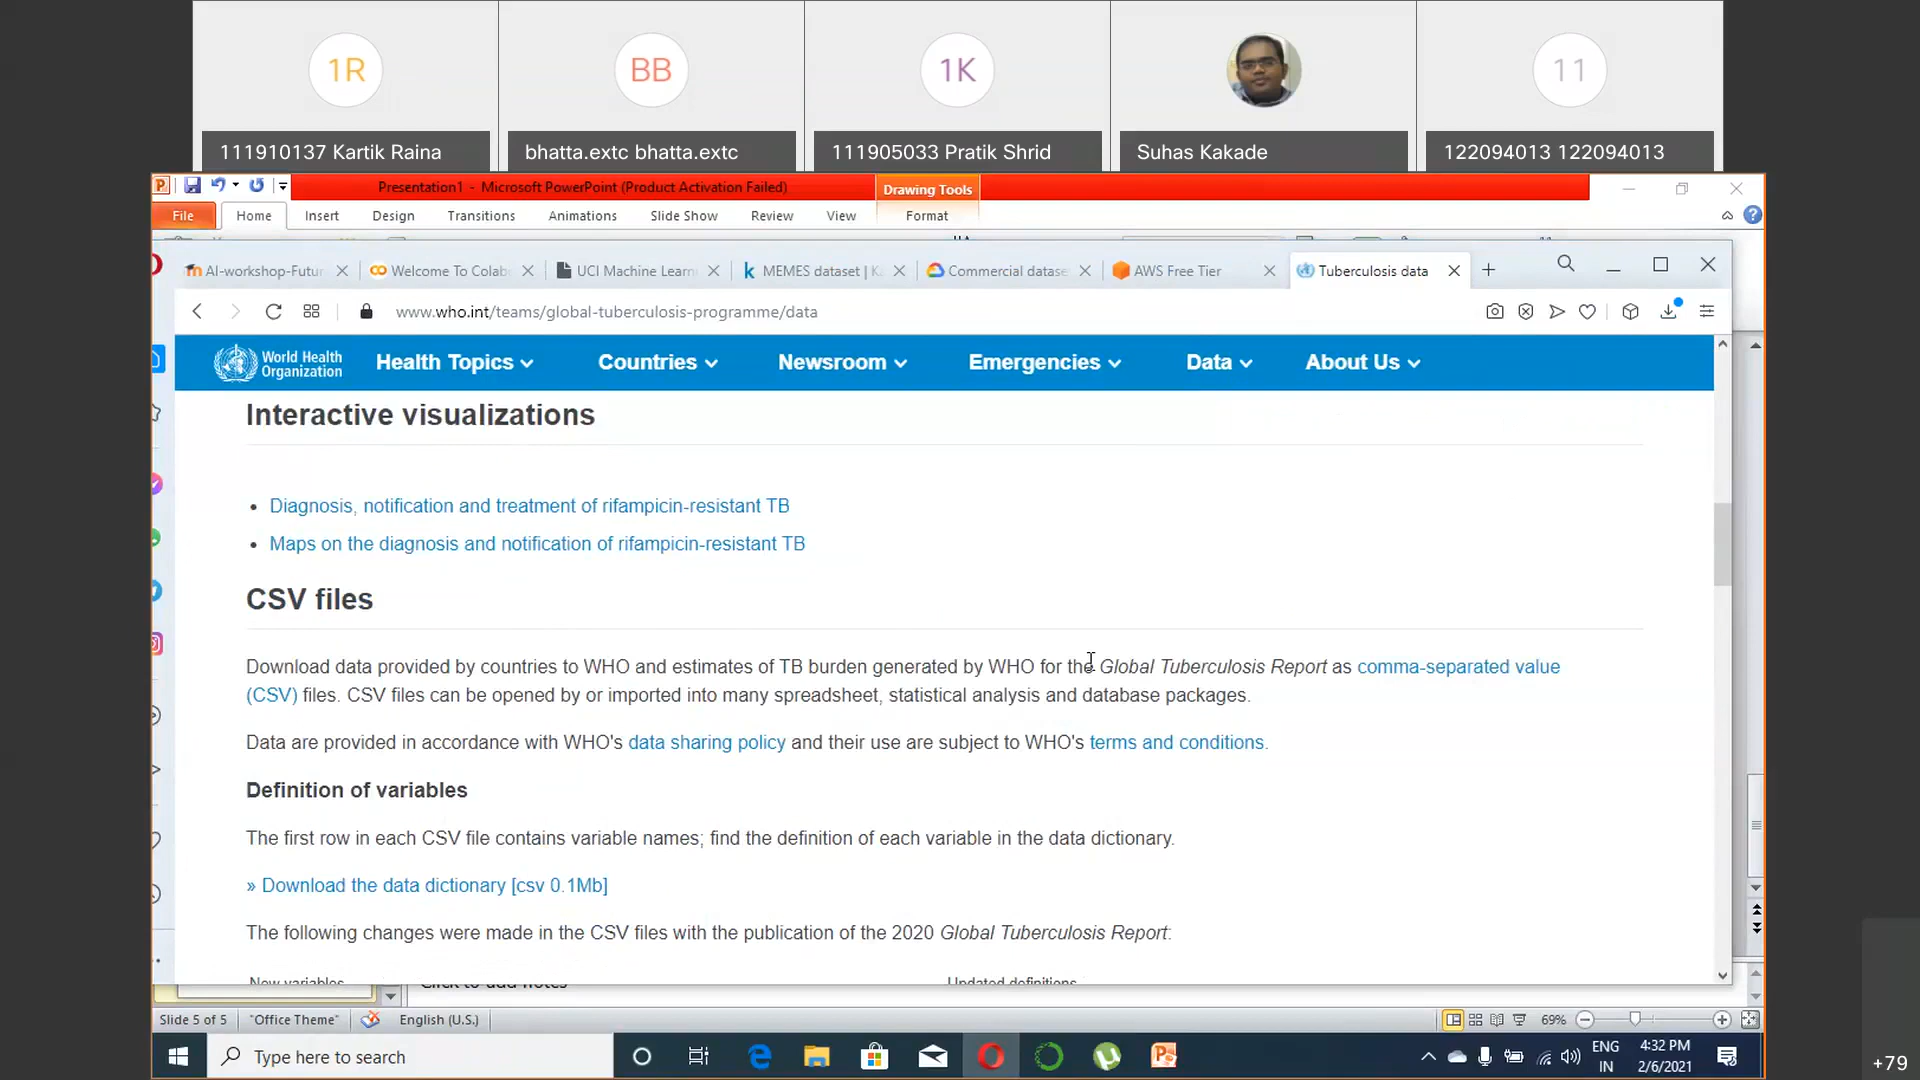 1R
BB
1K
11
111910137 Kartik Raina
bhatta.extc bhatta.extc
111905033 Pratik Shrid
Suhas Kakade
122094013 122094013
Presentation1 - Microsoft PowerPoint (Product Activation Failed)
Drawing Tools
File
Home
Insert
Design
Transitions
Animations
Slide Show
Review
View
Format
AI-workshop-Futur
Welcome To Colab
UCI Machine Learn
MEMES dataset | K
Commercial datase
AWS Free Tier
Tuberculosis data
www.who.int/teams/global-tuberculosis-programme/data
World Health
Organization
Health Topics
Countries
Newsroom
Emergencies
Data
About Us
Interactive visualizations
• Diagnosis, notification and treatment of rifampicin-resistant TB
• Maps on the diagnosis and notification of rifampicin-resistant TB
CSV files
Download data provided by countries to WHO and estimates of TB burden generated by WHO for the Global Tuberculosis Report as comma-separated value
(CSV) files. CSV files can be opened by or imported into many spreadsheet, statistical analysis and database packages.
Data are provided in accordance with WHO's data sharing policy and their use are subject to WHO's terms and conditions.
Definition of variables
The first row in each CSV file contains variable names; find the definition of each variable in the data dictionary.
» Download the data dictionary [csv 0.1Mb]
The following changes were made in the CSV files with the publication of the 2020 Global Tuberculosis Report:
New variables
Updated definitions
Click to add notes
Slide 5 of 5
"Office Theme"
English (U.S.)
69%
Type here to search
ENG
IN
4:32 PM
2/6/2021
+79